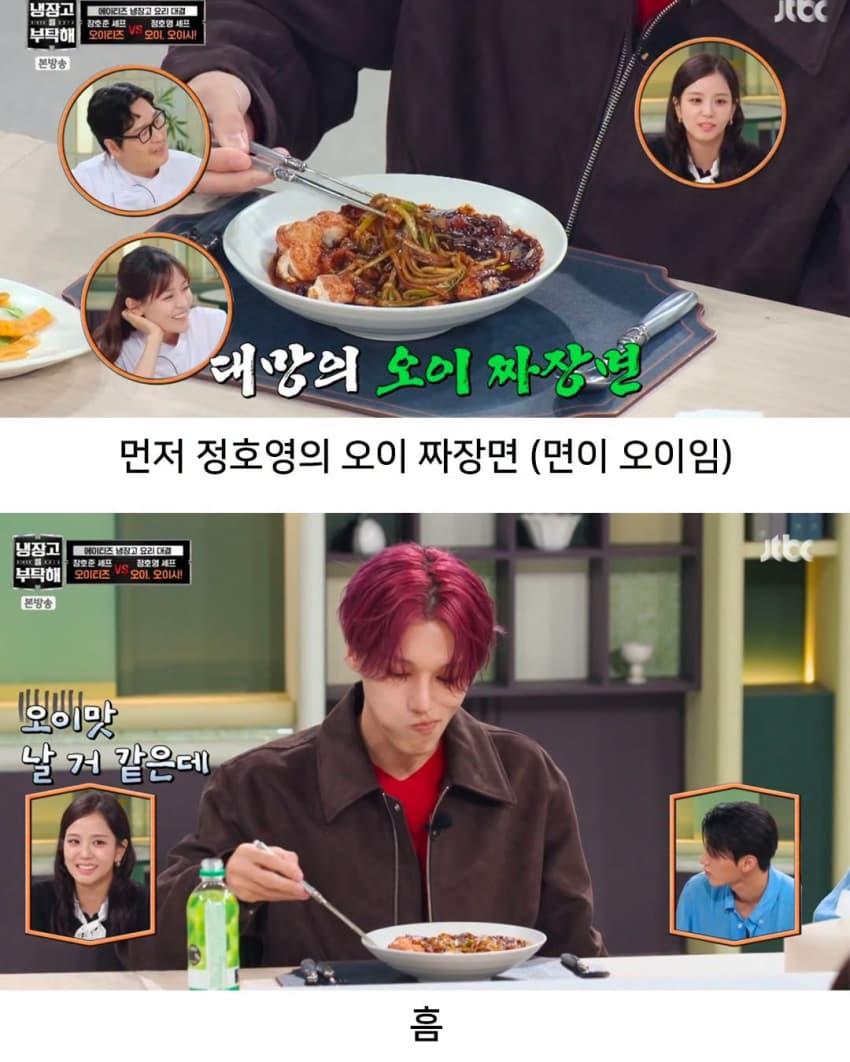 냉장고
부탁해
SINCE 2014
에이티즈 냉장고 요리 대결
장호준 셰프 VS 정호영 셰프
오이티즈 오이, 오이시!
본방송
jtbc
대망의 오이 짜장면
먼저 정호영의 오이 짜장면 (면이 오이임)
냉장고
부탁해
SINCE 2014
에이티즈 냉장고 요리 대결
장호준 셰프 VS 정호영 셰프
오이티즈 오이, 오이시!
본방송
jtbc
오이맛
날 거 같은데
흠